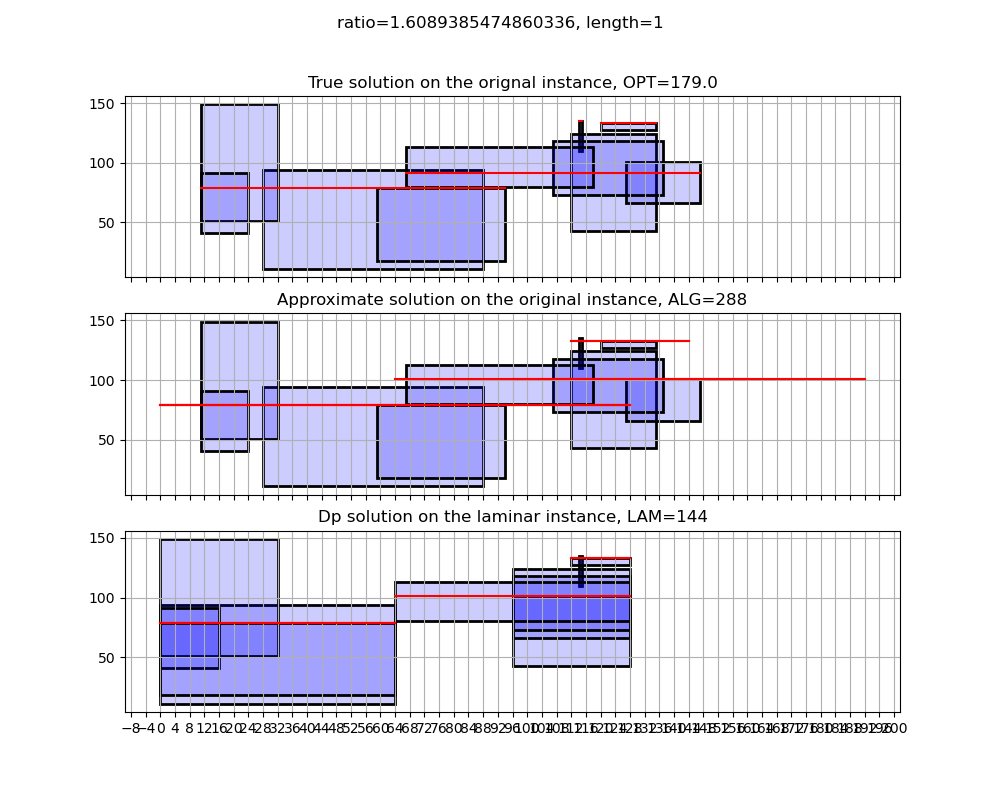 ratio=1.6089385474860336, length=1
True solution on the orignal instance, OPT=179.0
150
100
50
Approximate solution on the original instance, ALG=288
150
100
50
Dp solution on the laminar instance, LAM=144
150
100
50
−8 −4 0 4 8 12 16 20 24 28 32 36 40 44 48 52 56 60 64 68 72 76 80 84 88 92 96 100 104 108 112 116 120 124 128 132 136 140 144 148 152 156 160 164 168 172 176 180 184 188 192 196 200